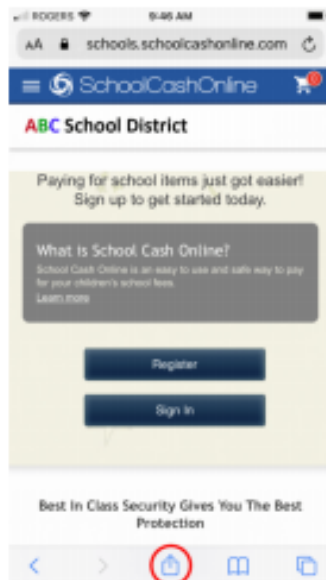 ROGERS 9:46 AM
AA schools.schoolcashonline.com
SchoolCashOnline 0
ABC School District
Paying for school items just got easier!
Sign up to get started today.
What is School Cash Online?
School Cash Online is an easy to use and safe way to pay
for your children's school fees.
Learn more
Register
Sign In
Best In Class Security Gives You The Best
Protection